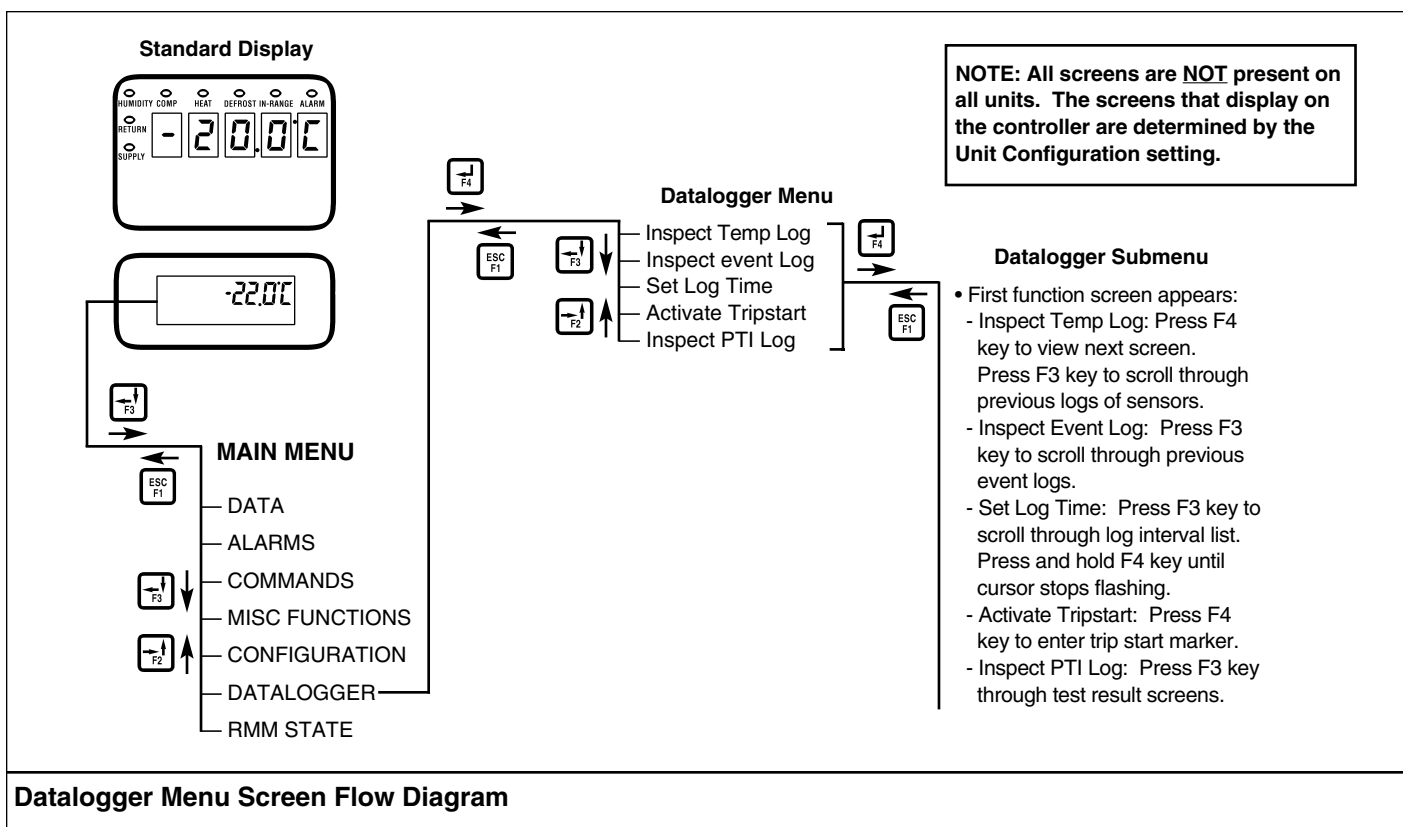 Standard Display
HUMIDITY COMP HEAT DEFROST IN-RANGE ALARM
RETURN
SUPPLY
-20.0°C
-22.0°C
F3
ESC
F1
MAIN MENU
DATA
ALARMS
COMMANDS
MISC FUNCTIONS
CONFIGURATION
DATALOGGER
RMM STATE
F3
F2
F4
ESC
F1
Datalogger Menu
Inspect Temp Log
Inspect event Log
Set Log Time
Activate Tripstart
Inspect PTI Log
F3
F2
F4
ESC
F1
NOTE: All screens are NOT present on
all units. The screens that display on
the controller are determined by the
Unit Configuration setting.
Datalogger Submenu
• First function screen appears:
- Inspect Temp Log: Press F4
key to view next screen.
Press F3 key to scroll through
previous logs of sensors.
- Inspect Event Log: Press F3
key to scroll through previous
event logs.
- Set Log Time: Press F3 key to
scroll through log interval list.
Press and hold F4 key until
cursor stops flashing.
- Activate Tripstart: Press F4
key to enter trip start marker.
- Inspect PTI Log: Press F3 key
through test result screens.
Datalogger Menu Screen Flow Diagram